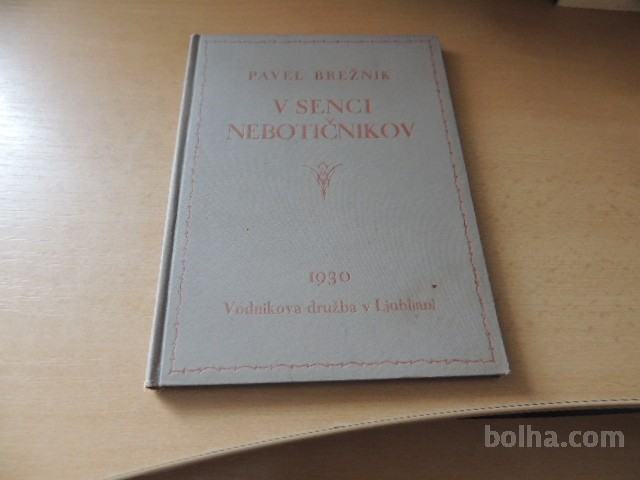 PAVEL BREŽNIK
V SENCI
NEBOTIČNIKOV
1930
Vodnikova družba v Ljubljani
bolha.com